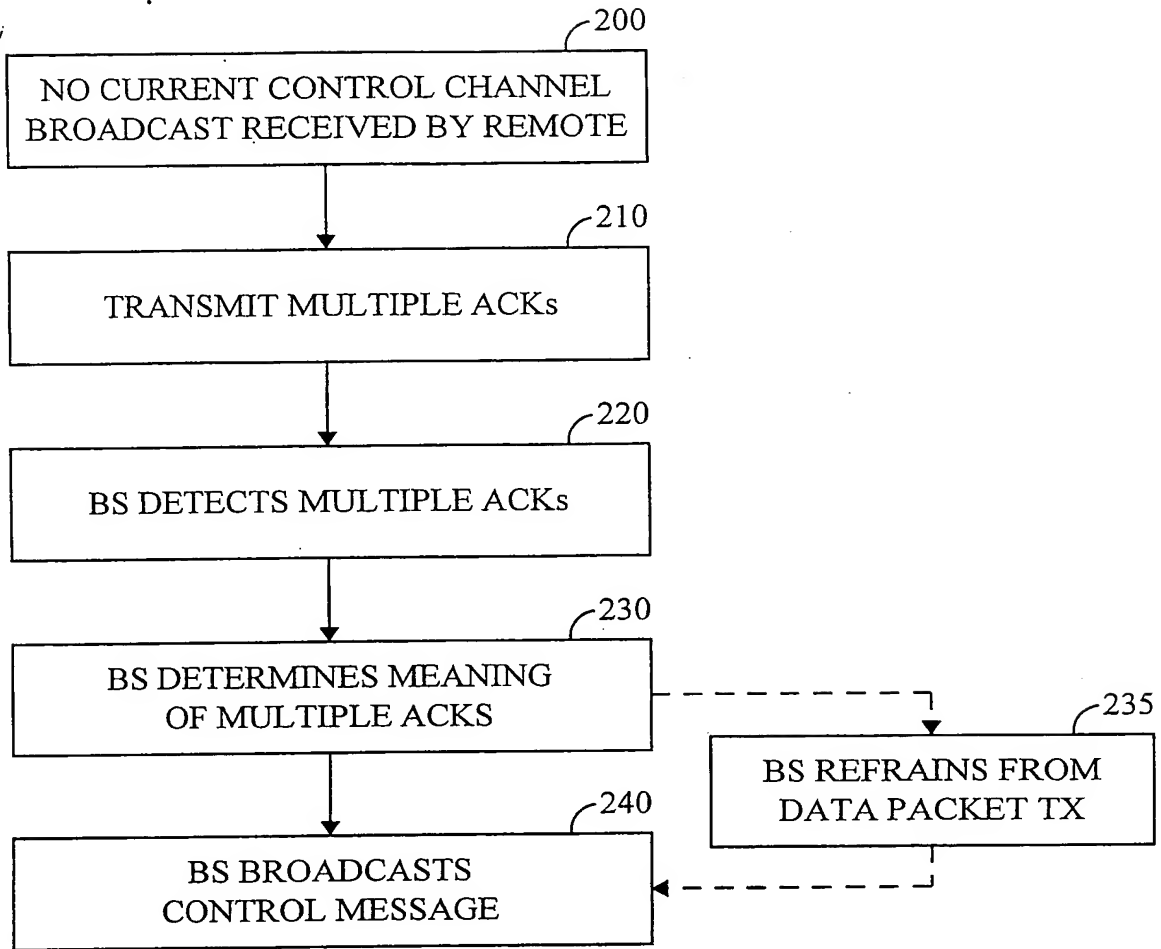 200
NO CURRENT CONTROL CHANNEL
BROADCAST RECEIVED BY REMOTE
210
TRANSMIT MULTIPLE ACKs
220
BS DETECTS MULTIPLE ACKs
230
BS DETERMINES MEANING
OF MULTIPLE ACKS
235
BS REFRAINS FROM
DATA PACKET TX
240
BS BROADCASTS
CONTROL MESSAGE